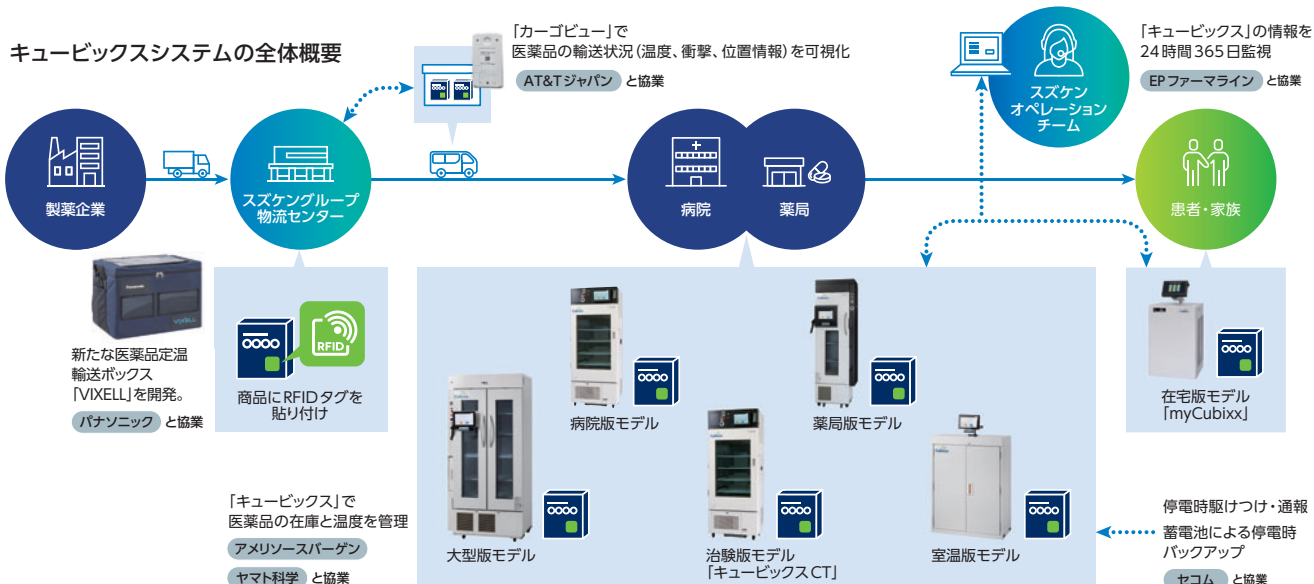 キュービックスシステムの全体概要
「カーゴビュー」で
医薬品の輸送状況(温度、衝撃、位置情報)を可視化
AT&Tジャパン と協業
「キュービックス」の情報を
24時間365日監視
EPファーマライン と協業
スズケン
オペレーション
チーム
製薬企業
スズケングループ
物流センター
病院
薬局
患者・家族
Panasonic
VIXELL
新たな医薬品定温
輸送ボックス
「VIXELL」を開発。
パナソニック と協業
RFID
商品にRFIDタグを
貼り付け
病院版モデル
薬局版モデル
在宅版モデル
「myCubixx」
「キュービックス」で
医薬品の在庫と温度を管理
アメリソースバーゲン
ヤマト科学 と協業
大型版モデル
治験版モデル
「キュービックスCT」
室温版モデル
停電時駆けつけ・通報
蓄電池による停電時
バックアップ
セコム と協業